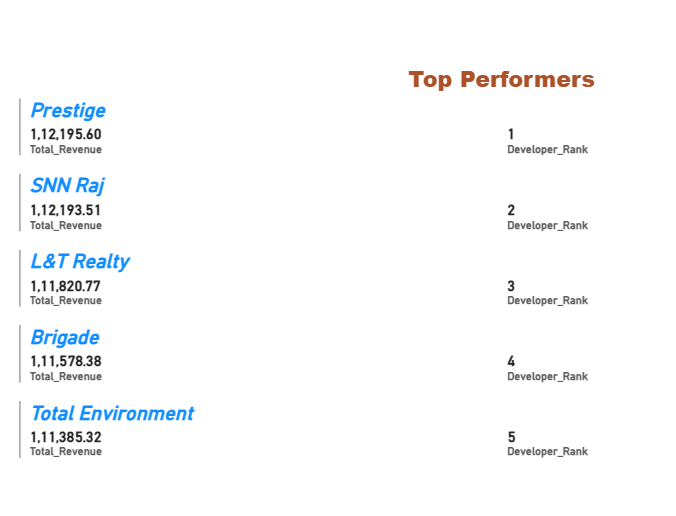 Top Performers
Prestige
1,12,195.60 1
Total_Revenue Developer_Rank
SNN Raj
1,12,193.51 2
Total_Revenue Developer_Rank
L&T Realty
1,11,820.77 3
Total_Revenue Developer_Rank
Brigade
1,11,578.38 4
Total_Revenue Developer_Rank
Total Environment
1,11,385.32 5
Total_Revenue Developer_Rank